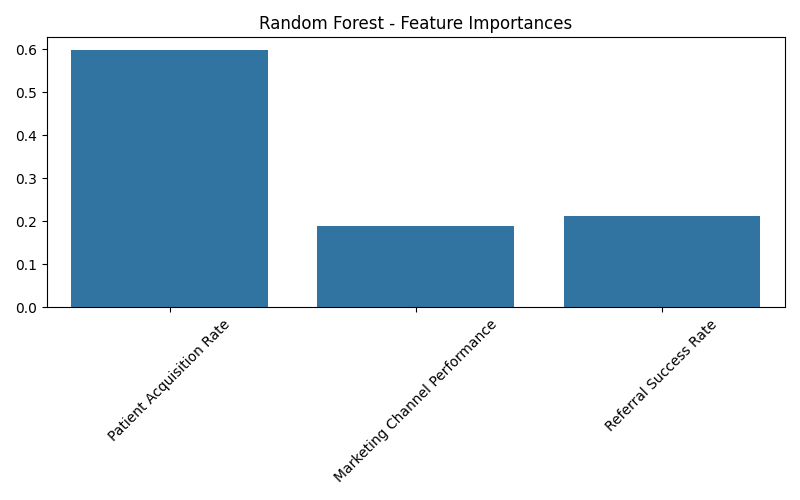 Random Forest - Feature Importances
0.6
0.5
0.4
0.3
0.2
0.1
0.0
Patient Acquisition Rate
Marketing Channel Performance
Referral Success Rate